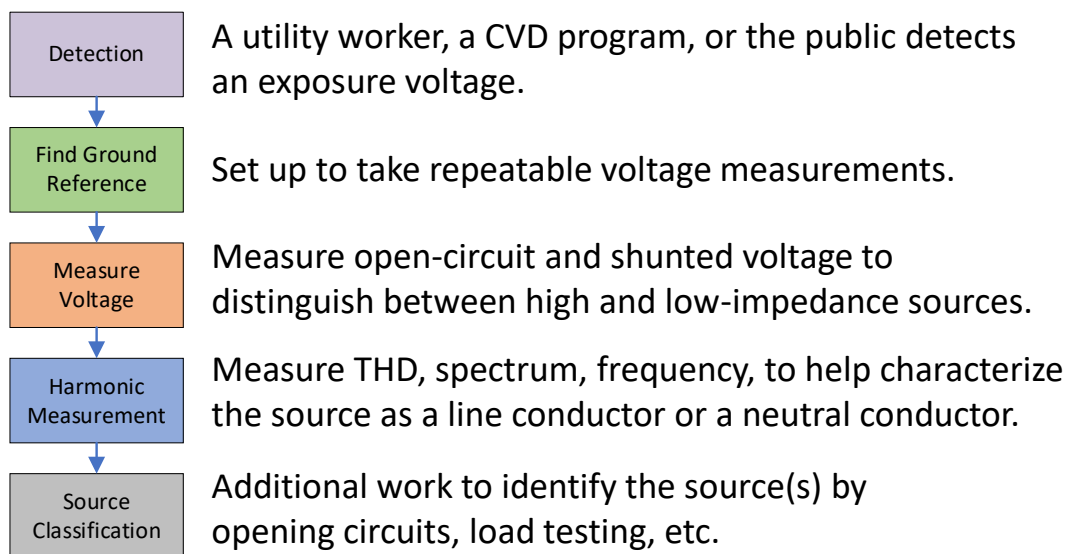 Detection
A utility worker, a CVD program, or the public detects
an exposure voltage.
Find Ground
Reference
Set up to take repeatable voltage measurements.
Measure
Voltage
Measure open-circuit and shunted voltage to
distinguish between high and low-impedance sources.
Harmonic
Measurement
Measure THD, spectrum, frequency, to help characterize
the source as a line conductor or a neutral conductor.
Source
Classification
Additional work to identify the source(s) by
opening circuits, load testing, etc.